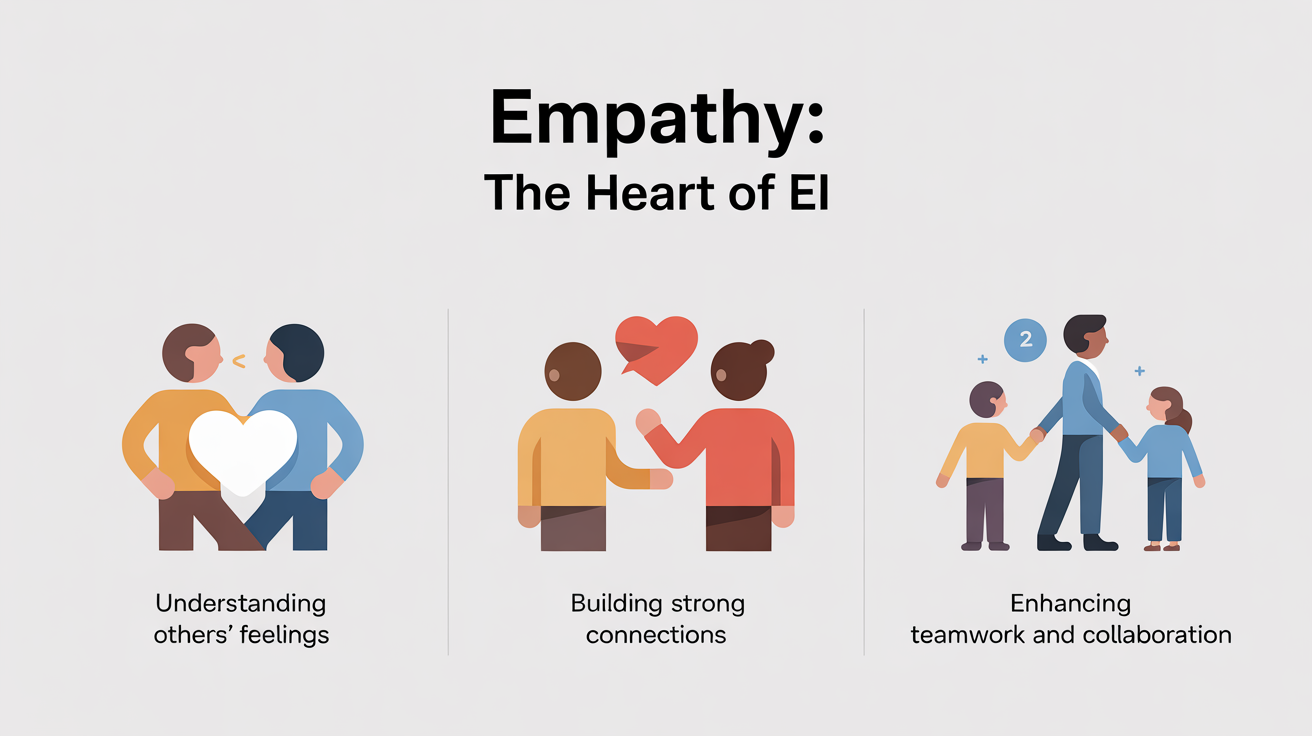 Empathy:
The Heart of EI
<
2
+
+
Understanding
others’ feelings
Building strong
connections
Enhancing
teamwork and collaboration